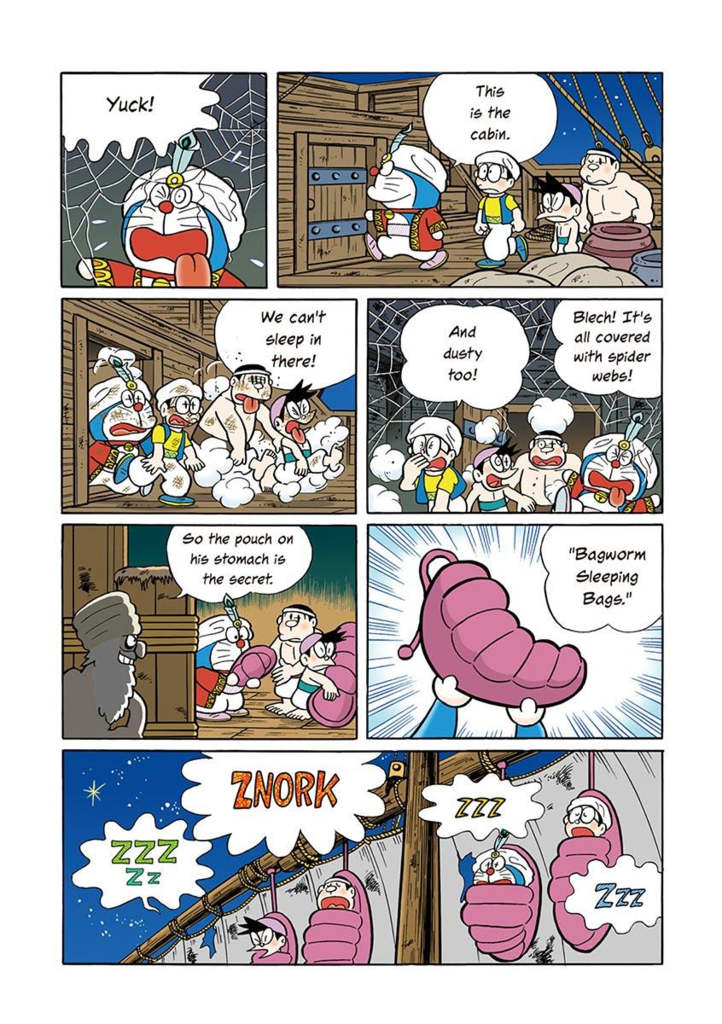 This
is the
cabin.
Yuck!
Blech! It's
all covered
with spider
webs!
And
dusty
too!
We can't
sleep in
there!
"Bagworm
Sleeping
Bags."
So the pouch on
his stomach is
the secret.
Zzz
ZZZ
ZNORK
ZZZ
Zz